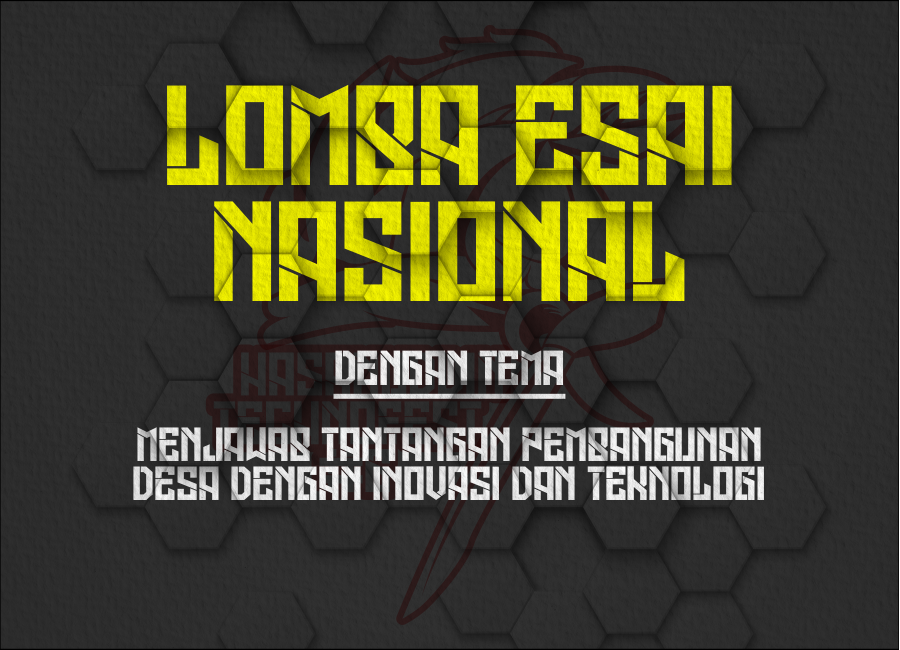 LOMBA ESAI
NASIONAL
DENGAN TEMA
MENJAWAB TANTANGAN PEMBANGUNAN
DESA DENGAN INOVASI DAN TEKNOLOGI